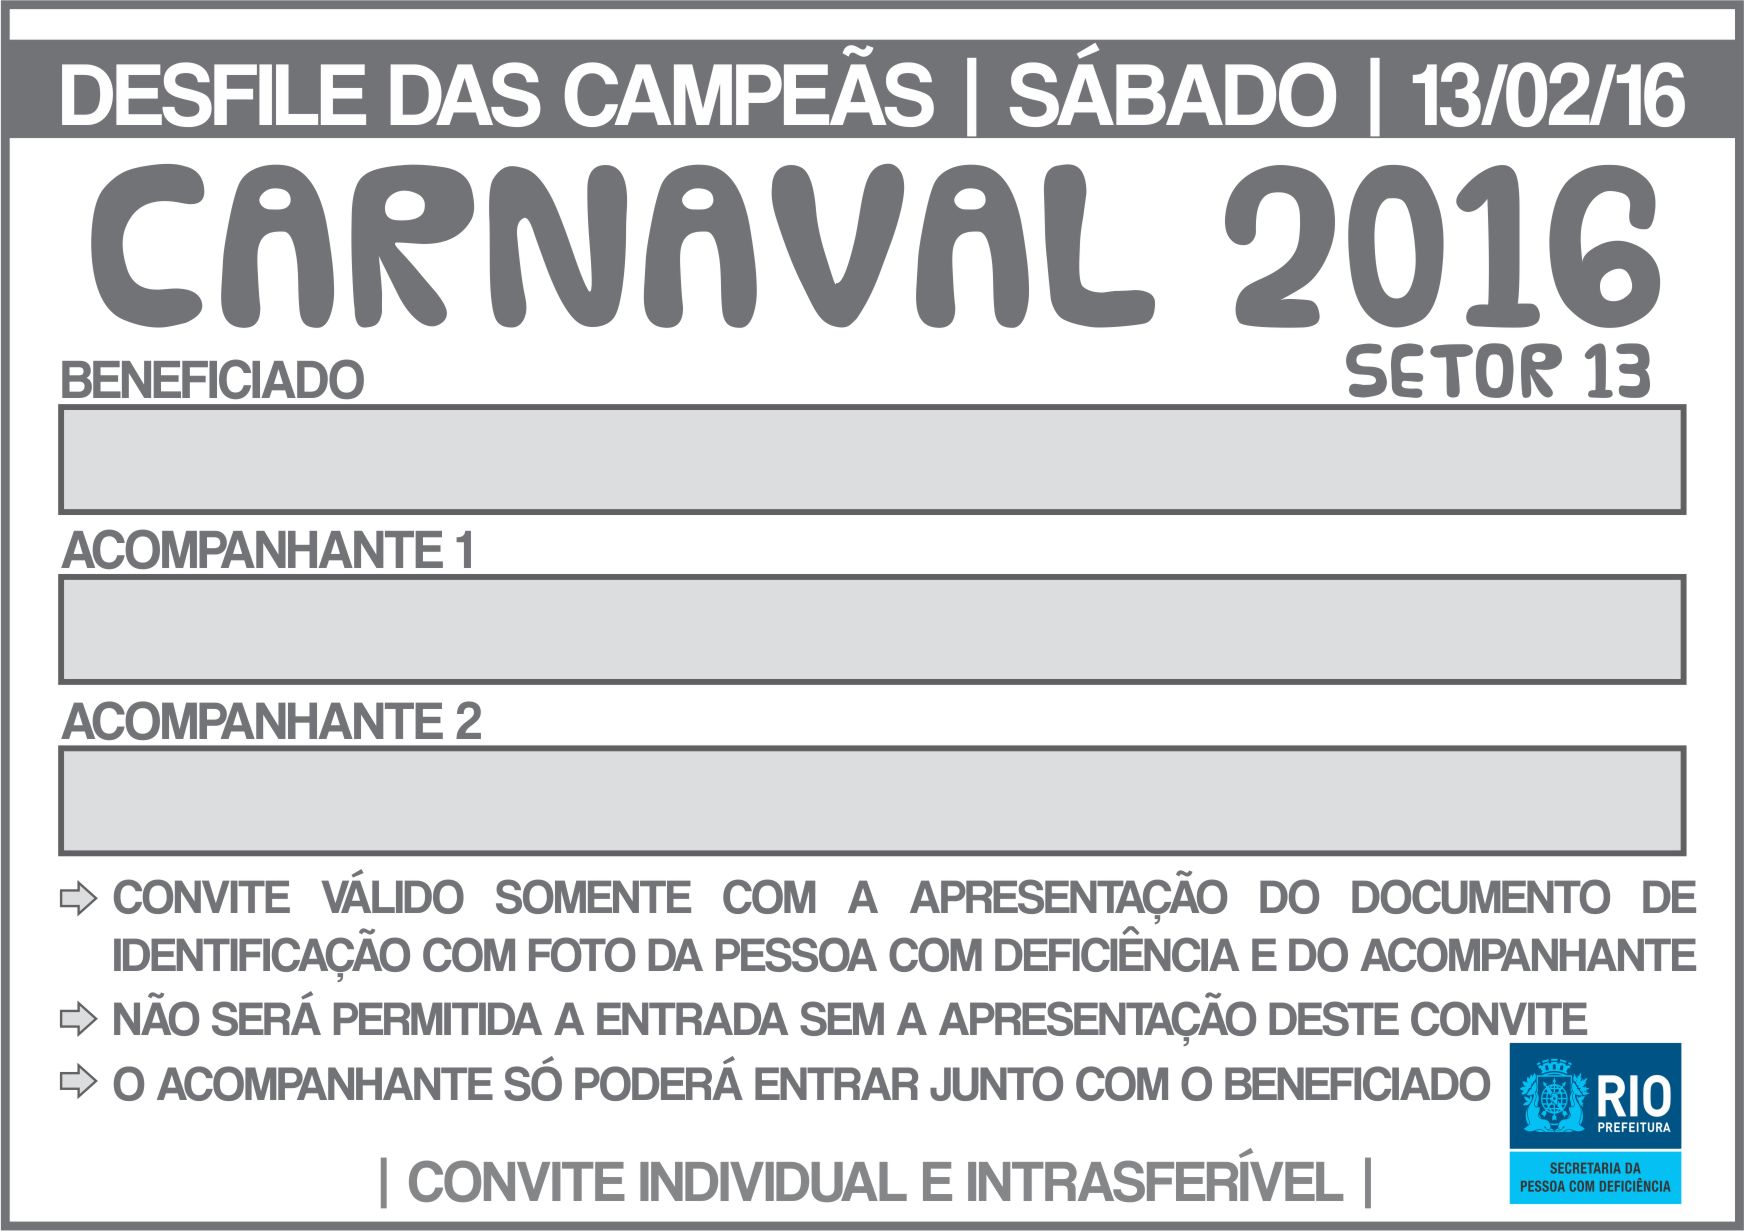 DESFILE DAS CAMPEÃS | SÁBADO | 13/02/16
CARNAVAL 2016
SETOR 13
BENEFICIADO
ACOMPANHANTE 1
ACOMPANHANTE 2
CONVITE VÁLIDO SOMENTE COM A APRESENTAÇÃO DO DOCUMENTO DE
IDENTIFICAÇÃO COM FOTO DA PESSOA COM DEFICIÊNCIA E DO ACOMPANHANTE
NÃO SERÁ PERMITIDA A ENTRADA SEM A APRESENTAÇÃO DESTE CONVITE
O ACOMPANHANTE SÓ PODERÁ ENTRAR JUNTO COM O BENEFICIADO
| CONVITE INDIVIDUAL E INTRASFERÍVEL |
RIO
PREFEITURA
SECRETARIA DA
PESSOA COM DEFICIÊNCIA